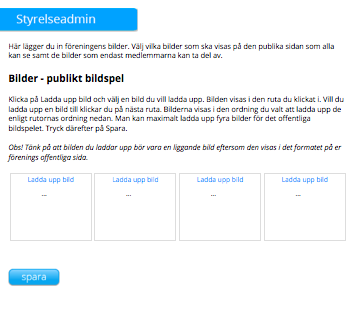 Styrelseadmin
Här lägger du in föreningens bilder. Välj vilka bilder som ska visas på den publika sidan som alla
kan se samt de bilder som endast medlemmarna kan ta del av.
Bilder - publikt bildspel
Klicka på Ladda upp bild och välj en bild du vill ladda upp. Bilden visas i den ruta du klickat i. Vill du
ladda upp en bild till klickar du på nästa ruta. Bilderna visas i den ordning du valt att ladda upp de
enligt rutornas ordning nedan. Man kan maximalt ladda upp fyra bilder för det offentliga
bildspelet. Tryck därefter på Spara.
Obs! Tänk på att bilden du laddar upp bör vara en liggande bild eftersom den visas i det formatet på er
förenings offentliga sida.
Ladda upp bild Ladda upp bild Ladda upp bild Ladda upp bild
... ... ... ...
spara